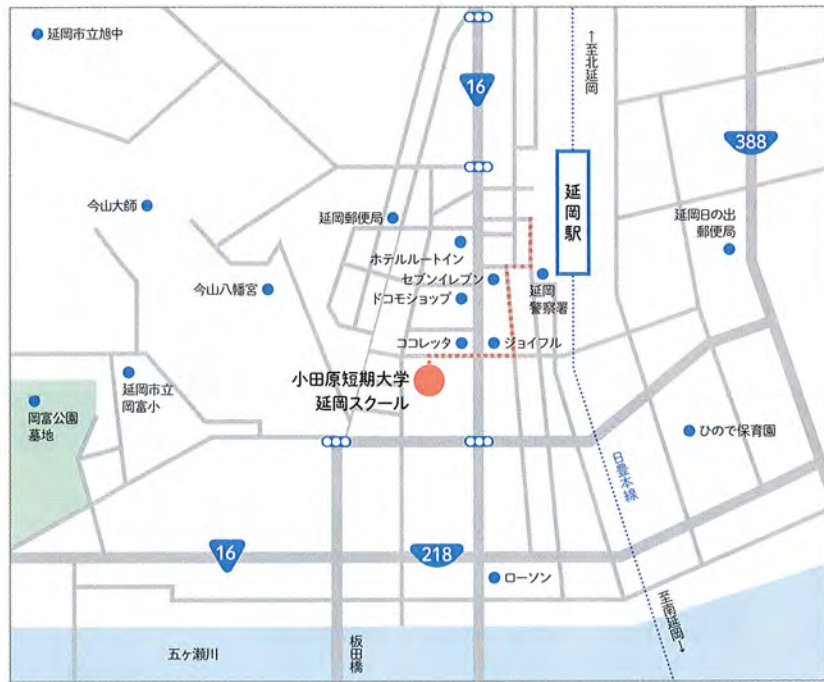 延岡市立旭中
16
←至北延岡
388
延岡駅
今山大師
延岡郵便局
延岡日の出
郵便局
ホテルルートイン
セブンイレブン
延岡
警察署
今山八幡宮
ドコモショップ
ココレッタ
ジョイフル
小田原短期大学
延岡スクール
延岡市立
岡富小
岡富公園
墓地
ひので保育園
日豊本線
16
218
ローソン
至南延岡→
五ヶ瀬川
板田橋